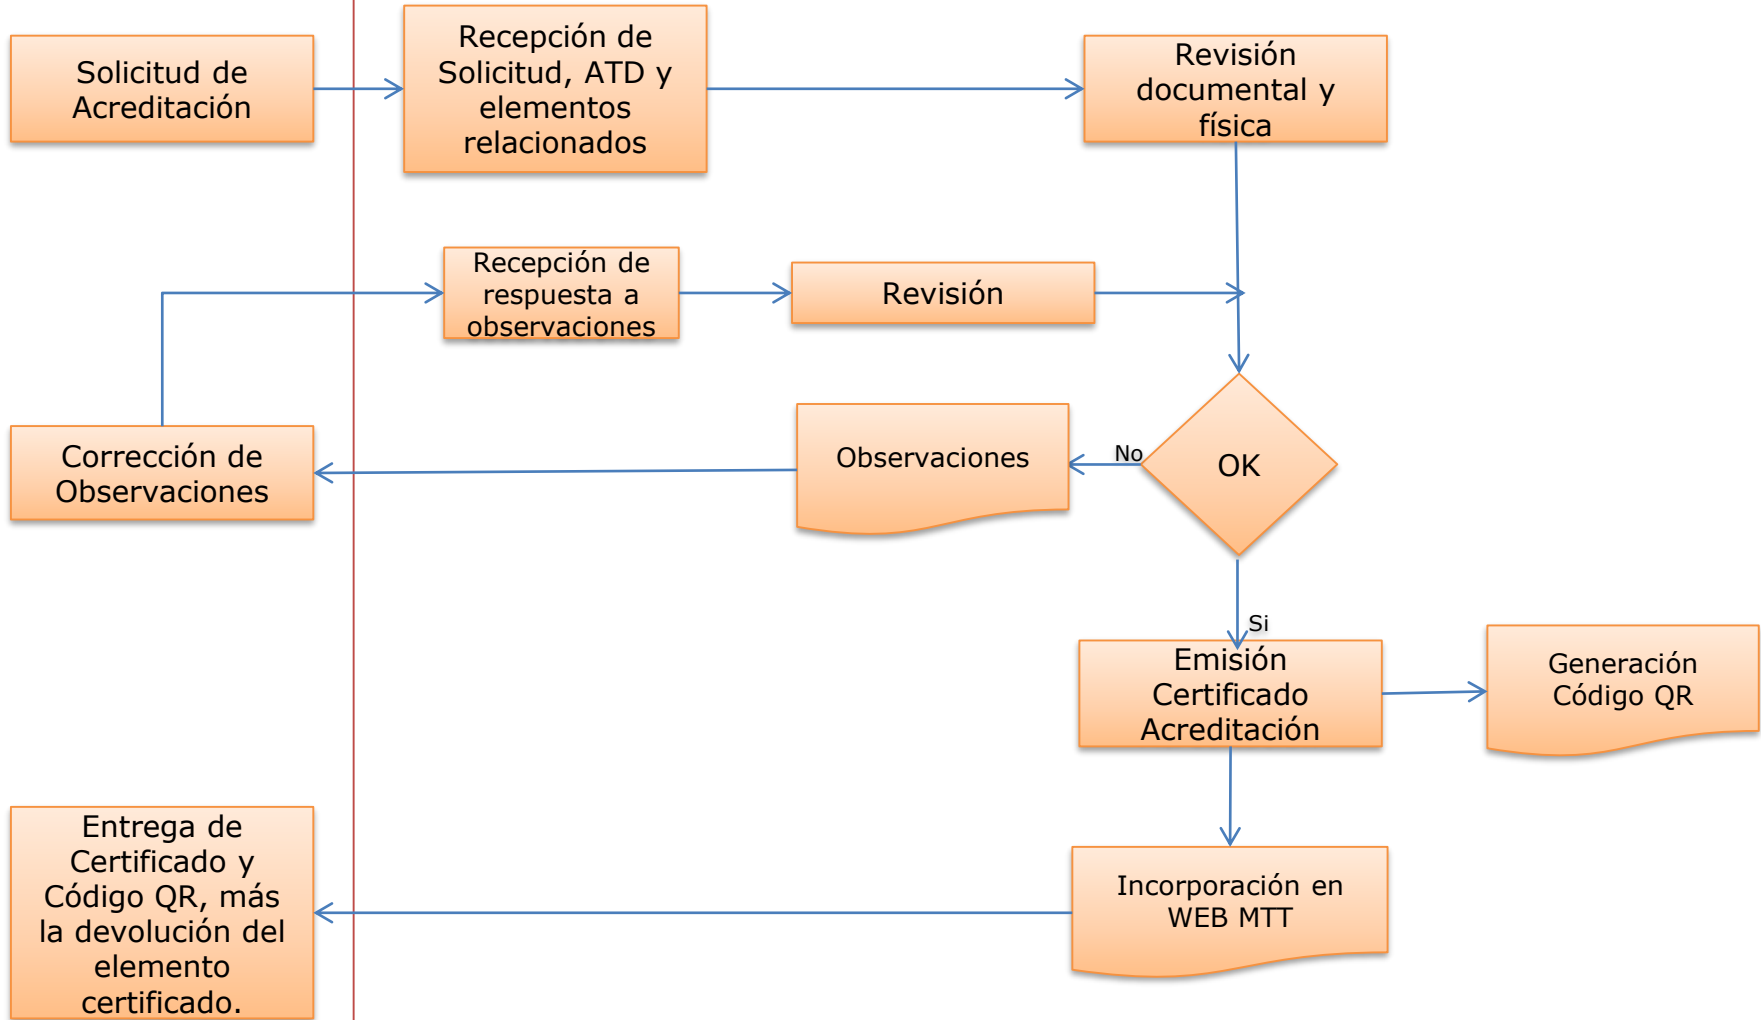 Solicitud de
Acreditación
Recepción de
Solicitud, ATD y
elementos
relacionados
Revisión
documental y
física
Recepción de
respuesta a
observaciones
Revisión
Corrección de
Observaciones
Observaciones
No
OK
Si
Emisión
Certificado
Acreditación
Generación
Código QR
Entrega de
Certificado y
Código QR, más
la devolución del
elemento
certificado.
Incorporación en
WEB MTT